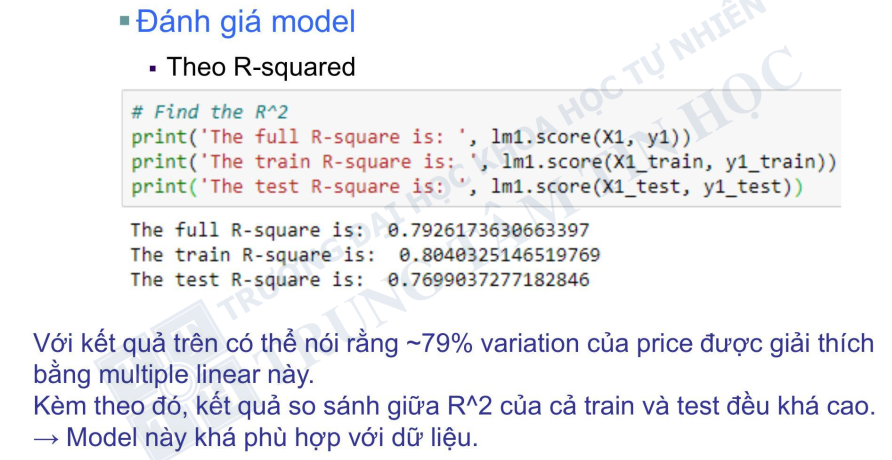 Đánh giá model
Theo R-squared
# Find the R^2
print('The full R-square is: ', lm1.score(X1, y1))
print('The train R-square is: ', lm1.score(X1_train, y1_train))
print('The test R-square is: ', lm1.score(X1_test, y1_test))
The full R-square is:  0.7926173630663397
The train R-square is:  0.8040325146519769
The test R-square is:  0.7699037277182846
Với kết quả trên có thể nói rằng ~79% variation của price được giải thích
bằng multiple linear này.
Kèm theo đó, kết quả so sánh giữa R^2 của cả train và test đều khá cao.
→ Model này khá phù hợp với dữ liệu.
TRƯỜNG ĐẠI HỌC KHOA HỌC TỰ NHIÊN
TRUNG TÂM TIN HỌC